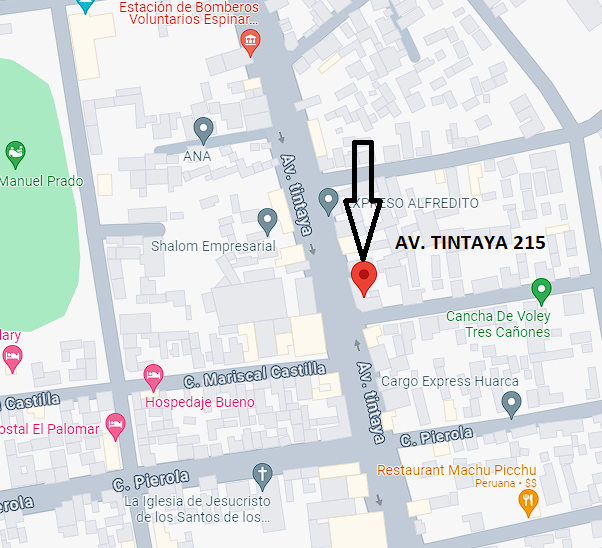 Estación de Bomberos
Voluntarios Espinar...
ANA
Av. tintaya
Manuel Prado
EXPRESO ALFREDITO
Shalom Empresarial
AV. TINTAYA 215
Cancha De Voley
Tres Cañones
C. Mariscal Castilla
Av. tintaya
Cargo Express Huarca
Castilla
Hospedaje Bueno
ostal El Palomar
C. Pierola
C. Pierola
Restaurant Machu Picchu
Peruana • $$
La Iglesia de Jesucristo
de los Santos de los...